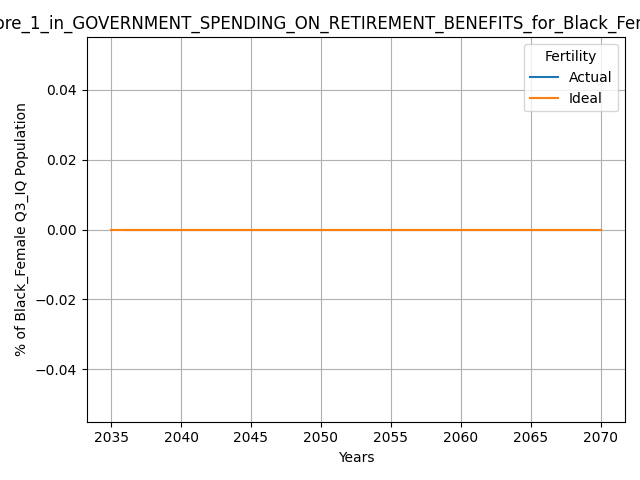 ore_1_in_GOVERNMENT_SPENDING_ON_RETIREMENT_BENEFITS_for_Black_Fem
Fertility
Actual
Ideal
0.04
0.02
0.00
−0.02
−0.04
% of Black_Female Q3_IQ Population
2035 2040 2045 2050 2055 2060 2065 2070
Years